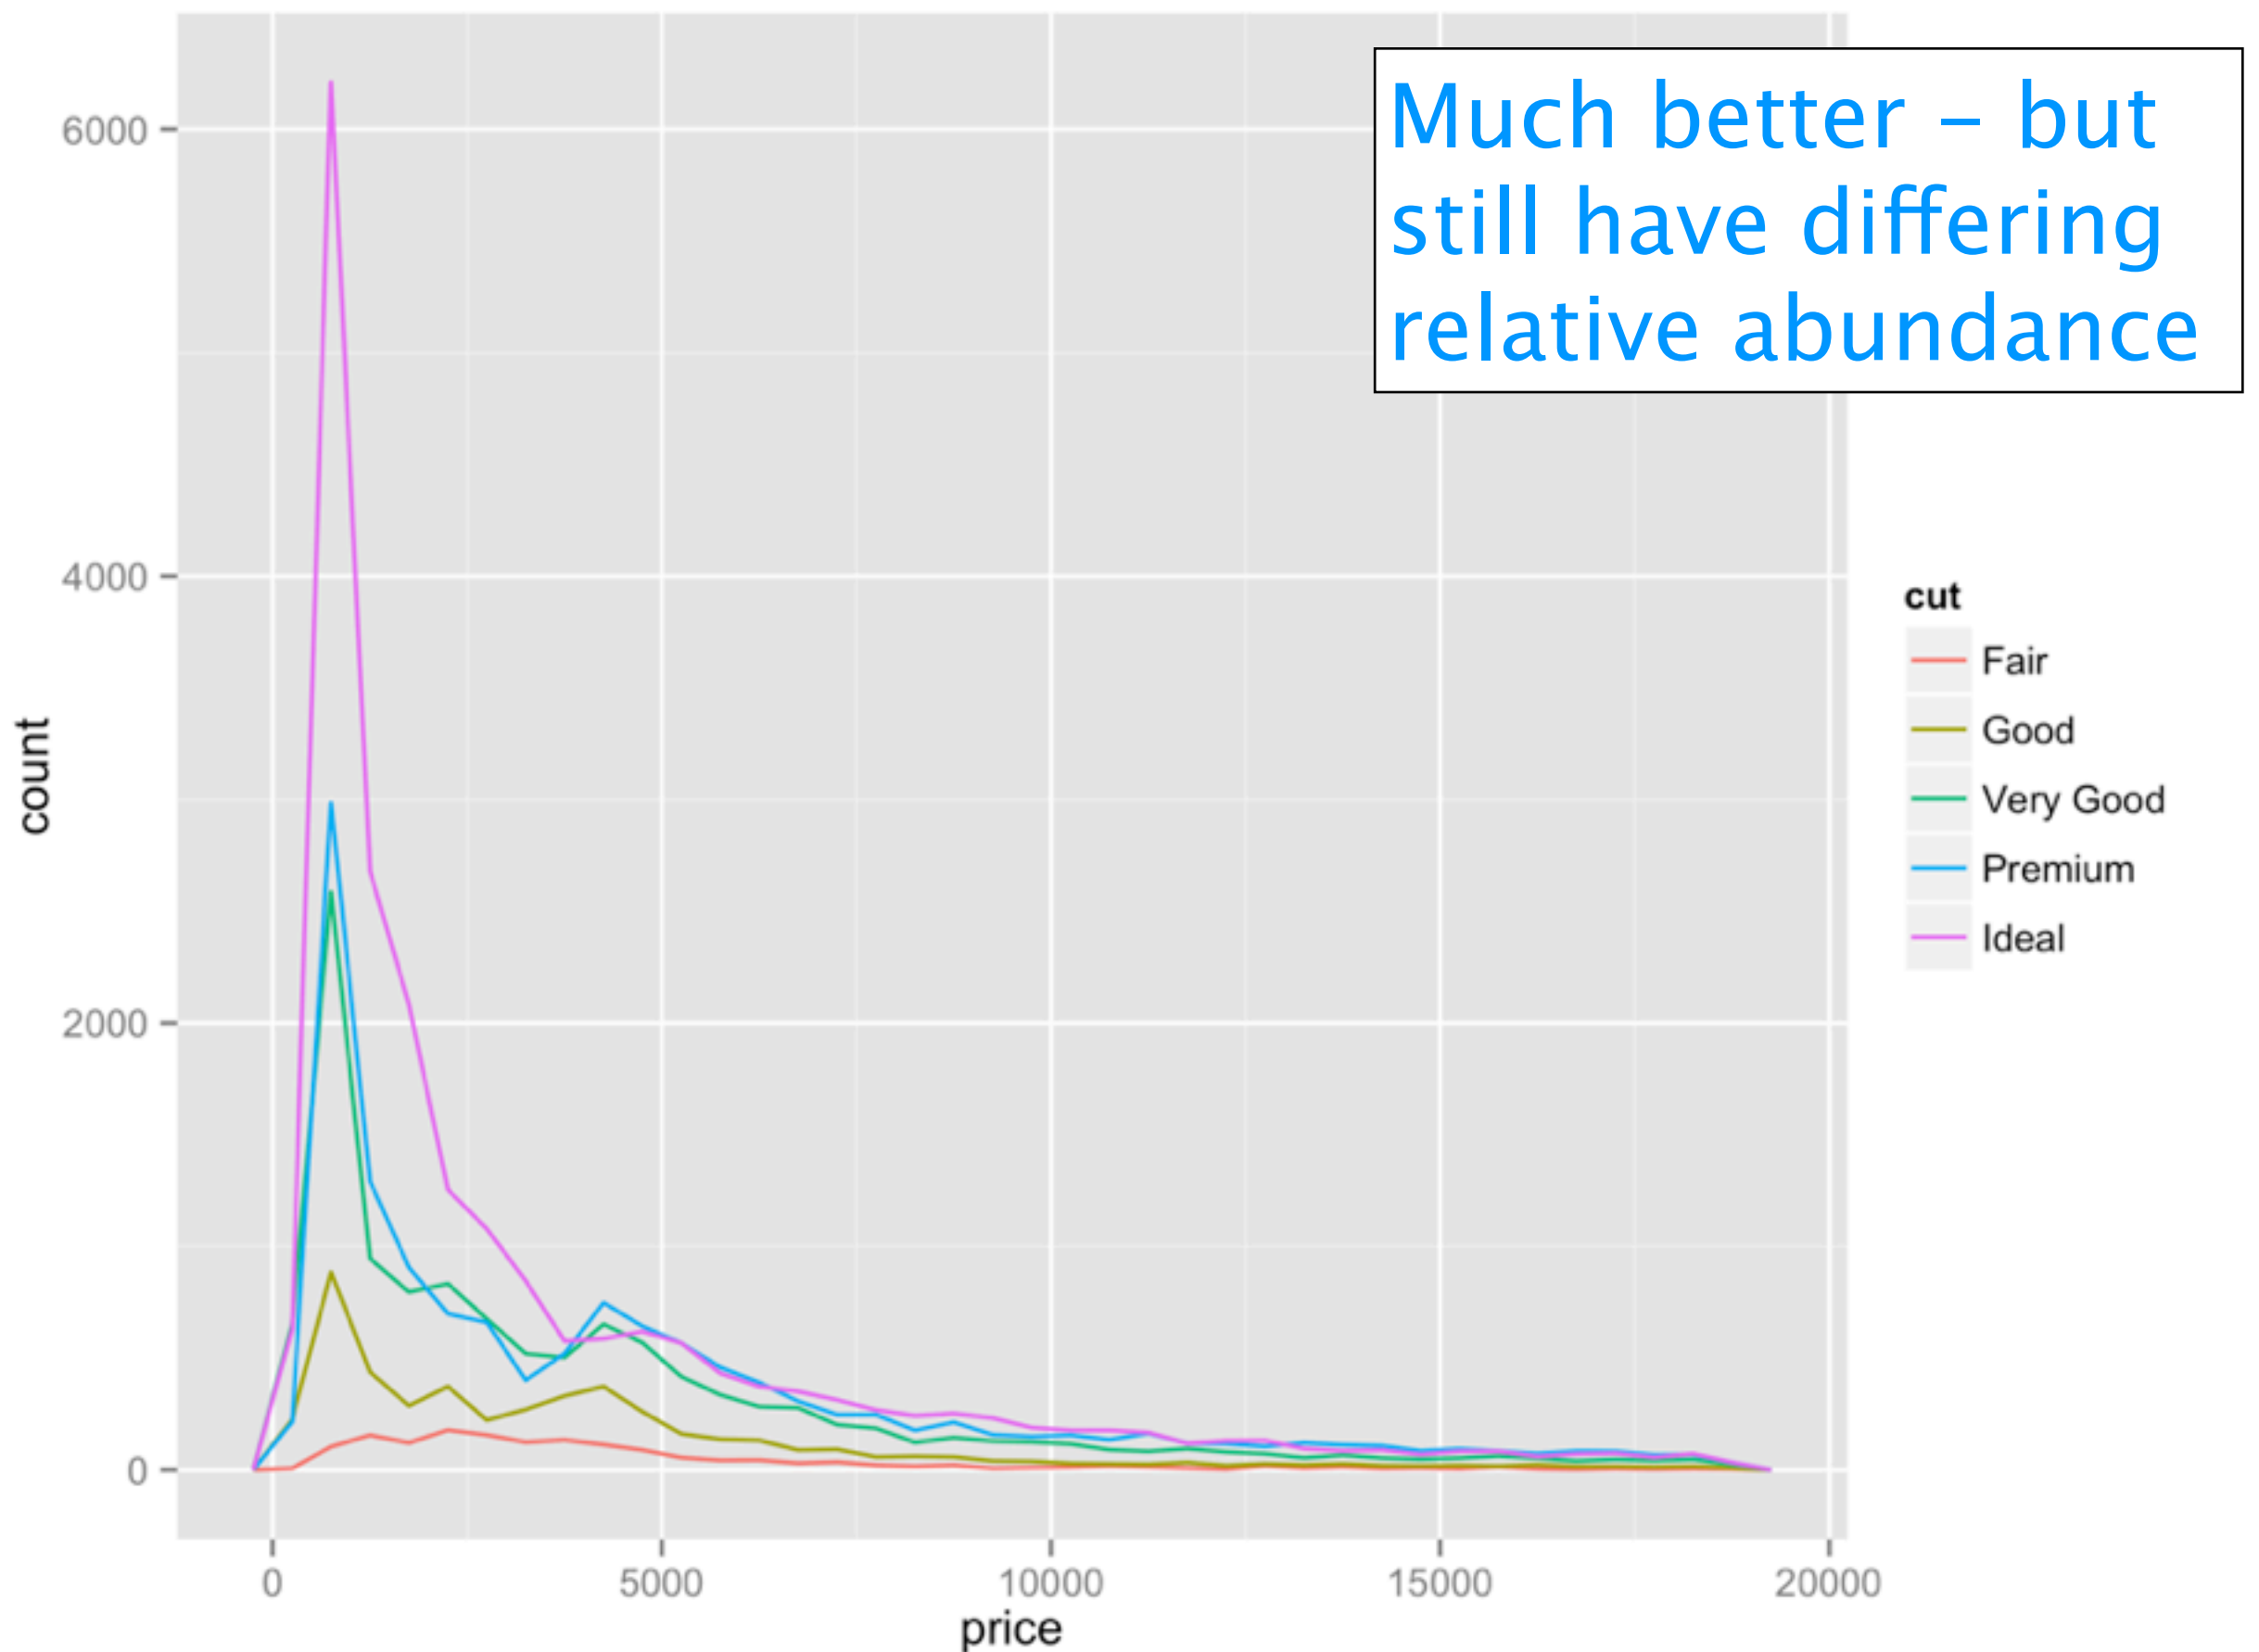 Much better – but
still have differing
relative abundance
6000
4000
2000
0
count
0 5000 10000 15000 20000
price
cut
Fair
Good
Very Good
Premium
Ideal